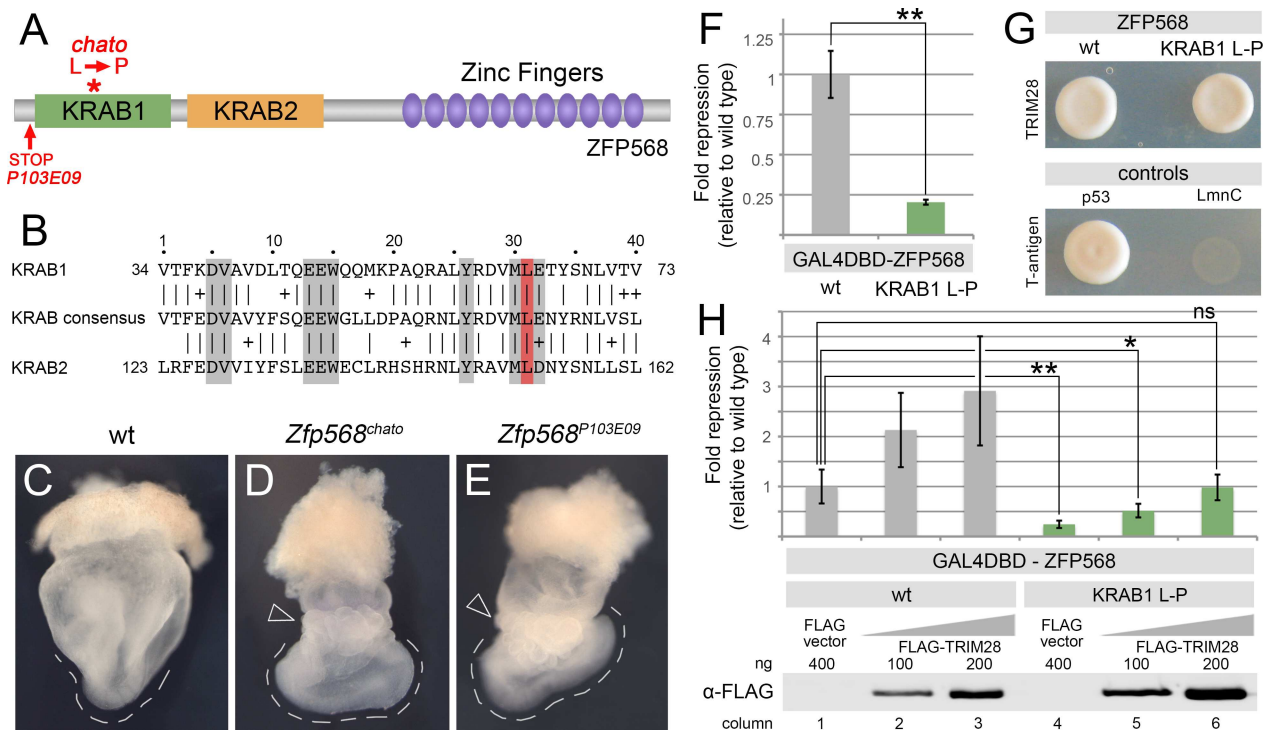 A
chato
L → P
*
KRAB1
KRAB2
Zinc Fingers
ZFP568
STOP
P103E09
B
1 10 20 30 40
KRAB1 34 VTFKDVAVDLTQEEWQQMKPAQRALYRDVMLETYSNLVTV 73
|||+|||| +||||| + |||| |||||||| | |||++
KRAB consensus VTFEDVAVYFSQEEWGLLDPAQRNLYRDVMLENYRNLVSL
KRAB2 123 LRFEDVVIYFSLEEWECLRHSHRNLYRAVMLDNYSNLLSL 162
wt
Zfp568chato
Zfp568P103E09
C
D
E
F
**
Fold repression
(relative to wild type)
1.25
1
0.75
0.5
0.25
GAL4DBD-ZFP568
wt KRAB1 L-P
G
ZFP568
wt KRAB1 L-P
TRIM28
controls
p53 LmnC
T-antigen
H
ns
*
**
Fold repression
(relative to wild type)
4
3
2
1
GAL4DBD - ZFP568
wt KRAB1 L-P
FLAG
vector
FLAG-TRIM28
FLAG
vector
FLAG-TRIM28
ng 400 100 200 400 100 200
α-FLAG
column 1 2 3 4 5 6